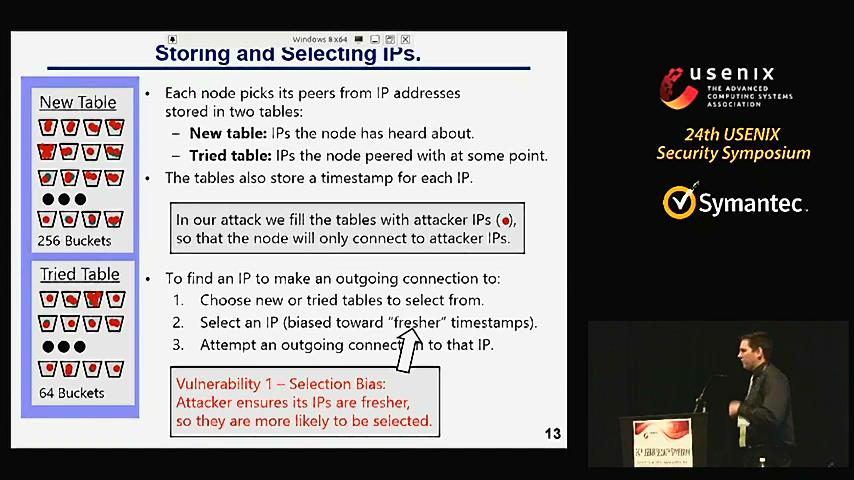 Windows 8 x64
Storing and Selecting IPs.
New Table
256 Buckets
Tried Table
64 Buckets
• Each node picks its peers from IP addresses
stored in two tables:
– New table: IPs the node has heard about.
– Tried table: IPs the node peered with at some point.
• The tables also store a timestamp for each IP.
In our attack we fill the tables with attacker IPs (●),
so that the node will only connect to attacker IPs.
• To find an IP to make an outgoing connection to:
1. Choose new or tried tables to select from.
2. Select an IP (biased toward "fresher" timestamps).
3. Attempt an outgoing connect to that IP.
Vulnerability 1 – Selection Bias:
Attacker ensures its IPs are fresher,
so they are more likely to be selected.
13
usenix
THE ADVANCED
COMPUTING SYSTEMS
ASSOCIATION
24th USENIX
Security Symposium
Symantec.